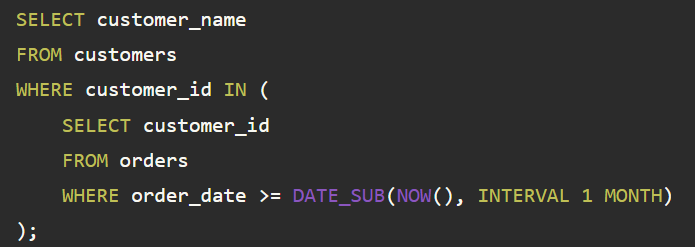 SELECT customer_name
FROM customers
WHERE customer_id IN (
    SELECT customer_id
    FROM orders
    WHERE order_date >= DATE_SUB(NOW(), INTERVAL 1 MONTH)
);